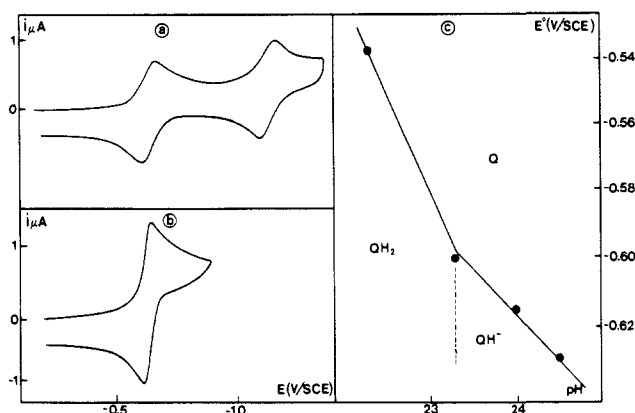 iμA
ⓐ
1
0
iμA
ⓑ
1
0
-1
E(V/SCE)
-0.5
-1.0
ⓒ
E°(V/SCE)
-0.54
-0.56
-0.58
-0.60
-0.62
Q
QH₂
QH⁻
pH
23
24